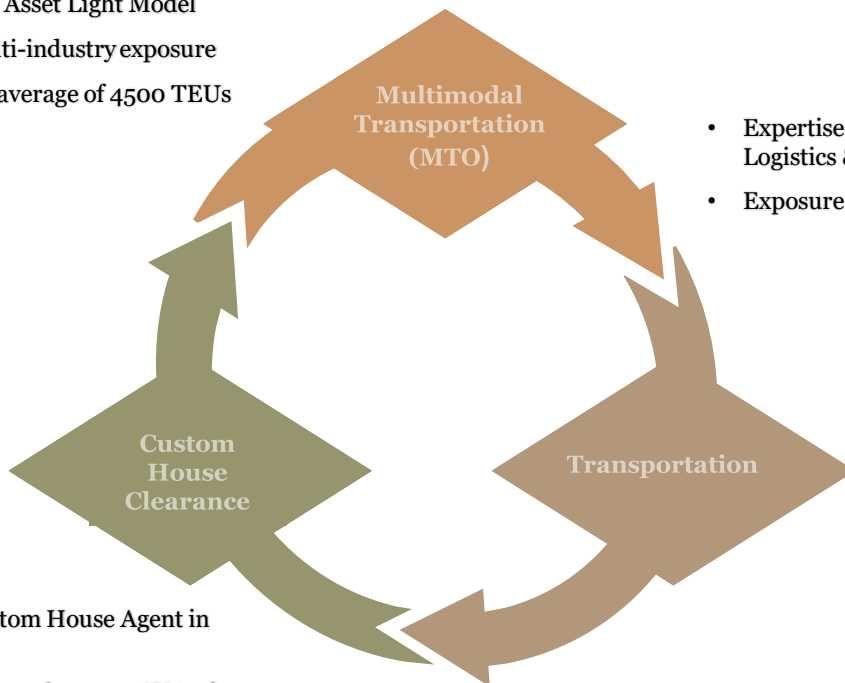 Asset Light Model
ti-industry exposure
average of 4500 TEUs
Multimodal
Transportation
(MTO)
• Expertise
Logistics &
• Exposure
Custom
House
Clearance
Transportation
tom House Agent in